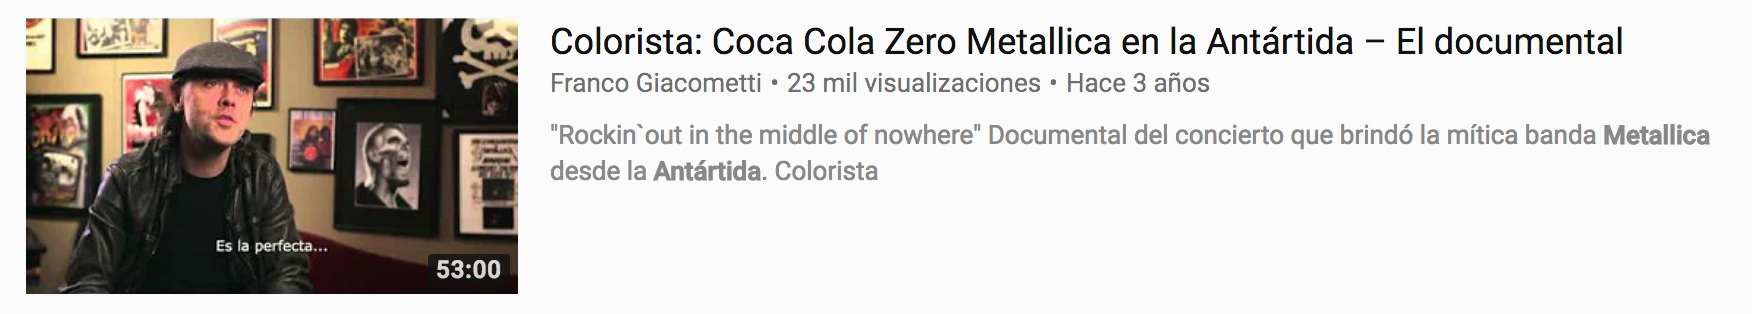 Colorista: Coca Cola Zero Metallica en la Antártida – El documental
Franco Giacometti • 23 mil visualizaciones • Hace 3 años
"Rockin`out in the middle of nowhere" Documental del concierto que brindó la mítica banda Metallica
desde la Antártida. Colorista
Es la perfecta...
53:00